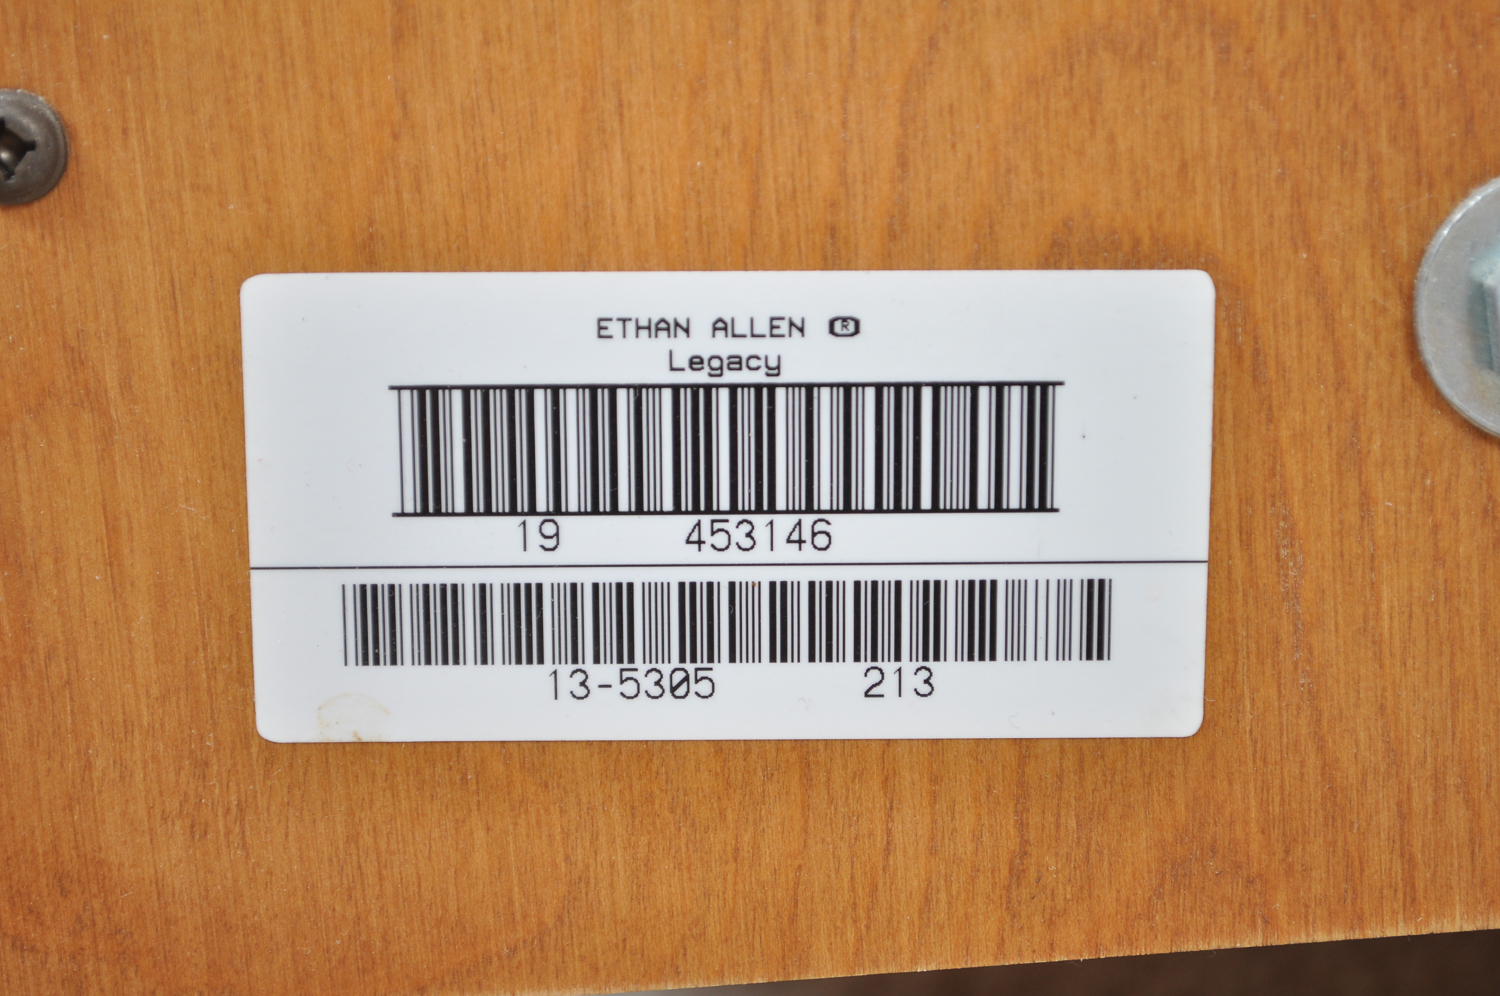 ETHAN ALLEN ®
Legacy
19 453146
13-5305 213